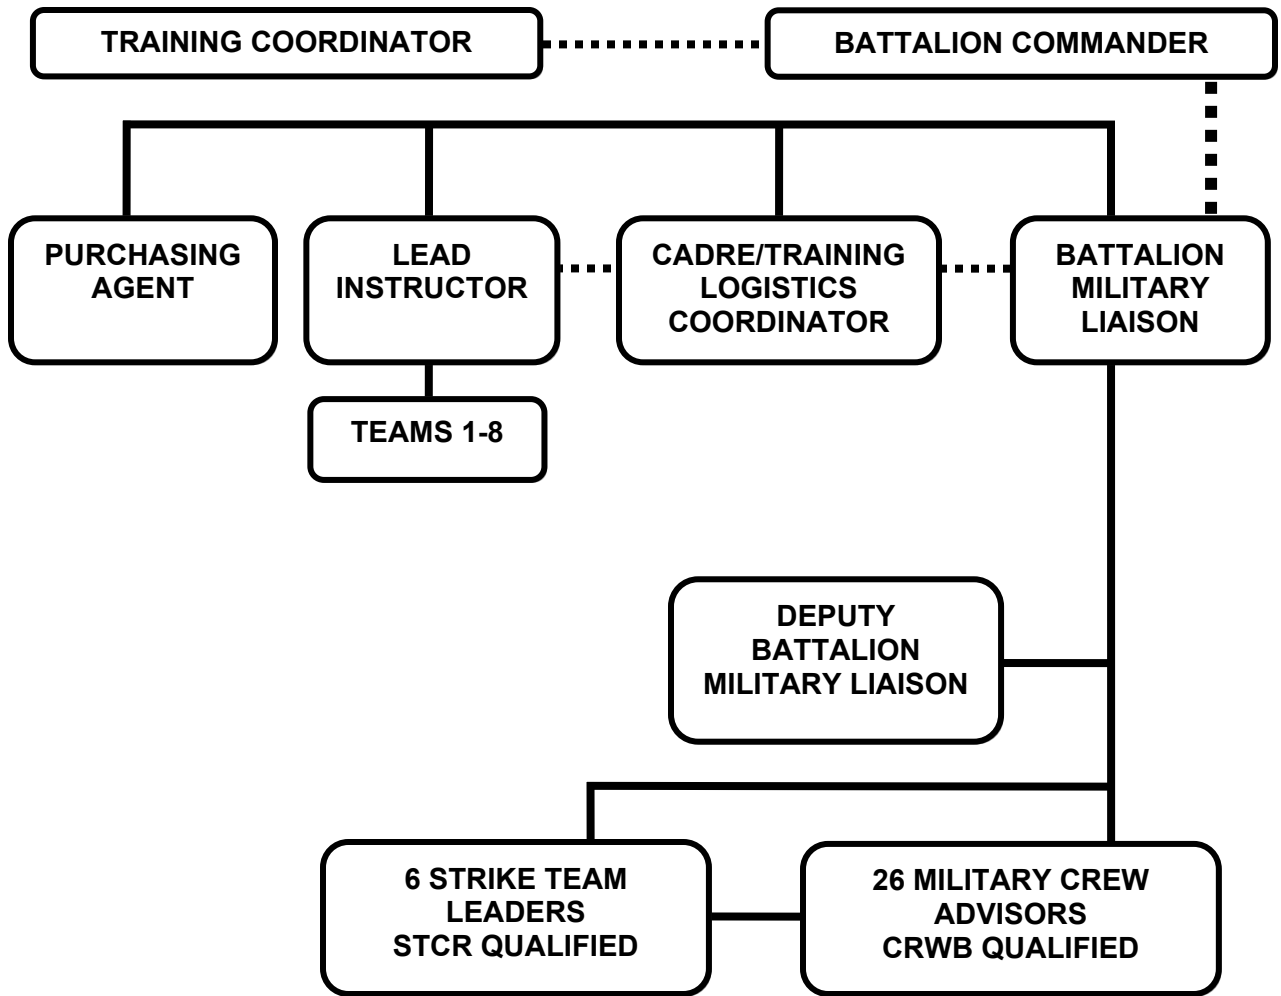 TRAINING COORDINATOR
BATTALION COMMANDER
PURCHASING
AGENT
LEAD
INSTRUCTOR
CADRE/TRAINING
LOGISTICS
COORDINATOR
BATTALION
MILITARY
LIAISON
TEAMS 1-8
DEPUTY
BATTALION
MILITARY LIAISON
6 STRIKE TEAM
LEADERS
STCR QUALIFIED
26 MILITARY CREW
ADVISORS
CRWB QUALIFIED